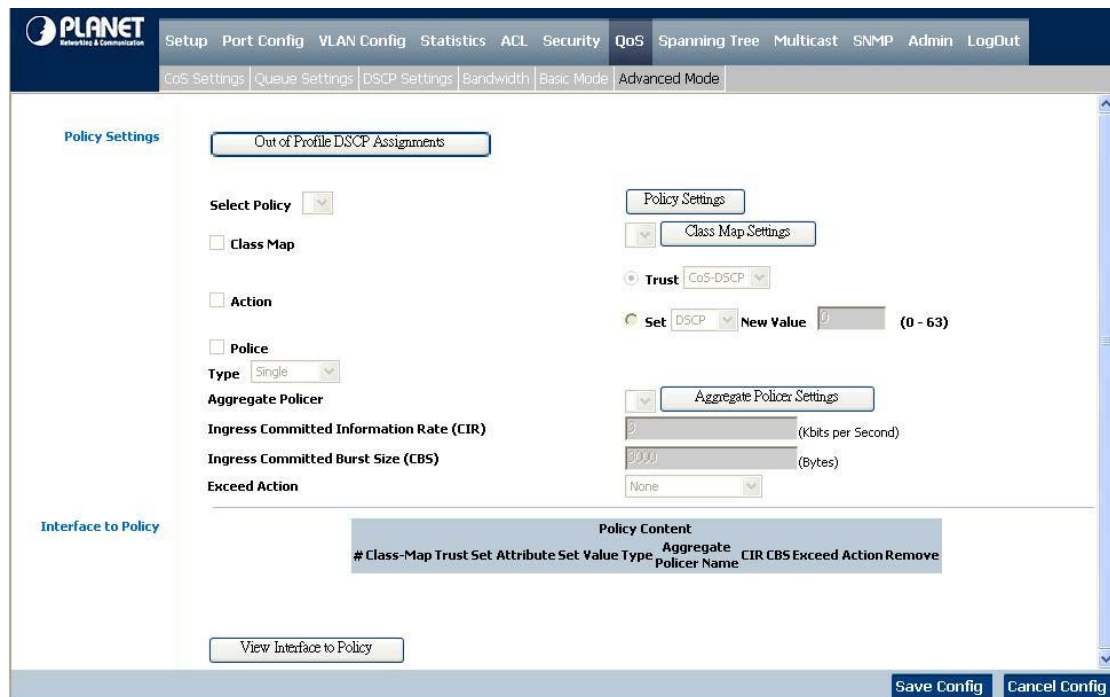 PLANET
Networking & Communication
Setup Port Config VLAN Config Statistics ACL Security QoS Spanning Tree Multicast SNMP Admin LogOut
CoS Settings Queue Settings DSCP Settings Bandwidth Basic Mode Advanced Mode
Policy Settings
Out of Profile DSCP Assignments
Select Policy Policy Settings
Class Map Class Map Settings
Trust CoS-DSCP
Action
Set DSCP New Value 0 (0 - 63)
Police
Type Single
Aggregate Policer Aggregate Policer Settings
Ingress Committed Information Rate (CIR) 3 (Kbits per Second)
Ingress Committed Burst Size (CBS) 3000 (Bytes)
Exceed Action None
Interface to Policy
Policy Content
# Class-Map Trust Set Attribute Set Value Type Aggregate Policer Name CIR CBS Exceed Action Remove
View Interface to Policy
Save Config Cancel Config